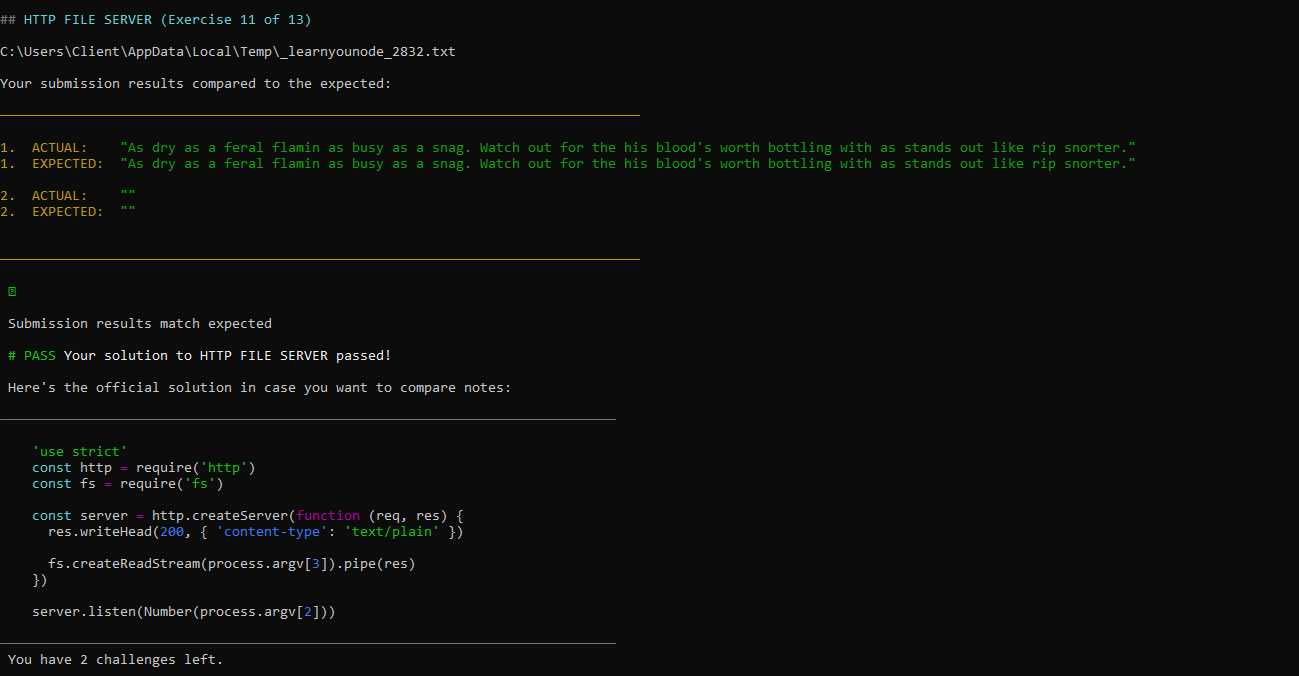 ## HTTP FILE SERVER (Exercise 11 of 13)
C:\Users\Client\AppData\Local\Temp\_learnyounode_2832.txt
Your submission results compared to the expected:
1.  ACTUAL:    "As dry as a feral flamin as busy as a snag. Watch out for the his blood's worth bottling with as stands out like rip snorter."
1.  EXPECTED:  "As dry as a feral flamin as busy as a snag. Watch out for the his blood's worth bottling with as stands out like rip snorter."
2.  ACTUAL:    ""
2.  EXPECTED:  ""
Submission results match expected
# PASS Your solution to HTTP FILE SERVER passed!
Here's the official solution in case you want to compare notes:
'use strict'
const http = require('http')
const fs = require('fs')
const server = http.createServer(function (req, res) {
res.writeHead(200, { 'content-type': 'text/plain' })
fs.createReadStream(process.argv[3]).pipe(res)
})
server.listen(Number(process.argv[2]))
You have 2 challenges left.